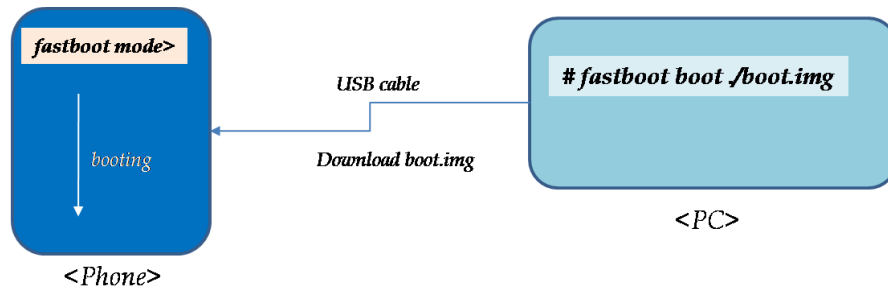 fastboot mode>
booting
<Phone>
USB cable
Download boot.img
# fastboot boot ./boot.img
<PC>